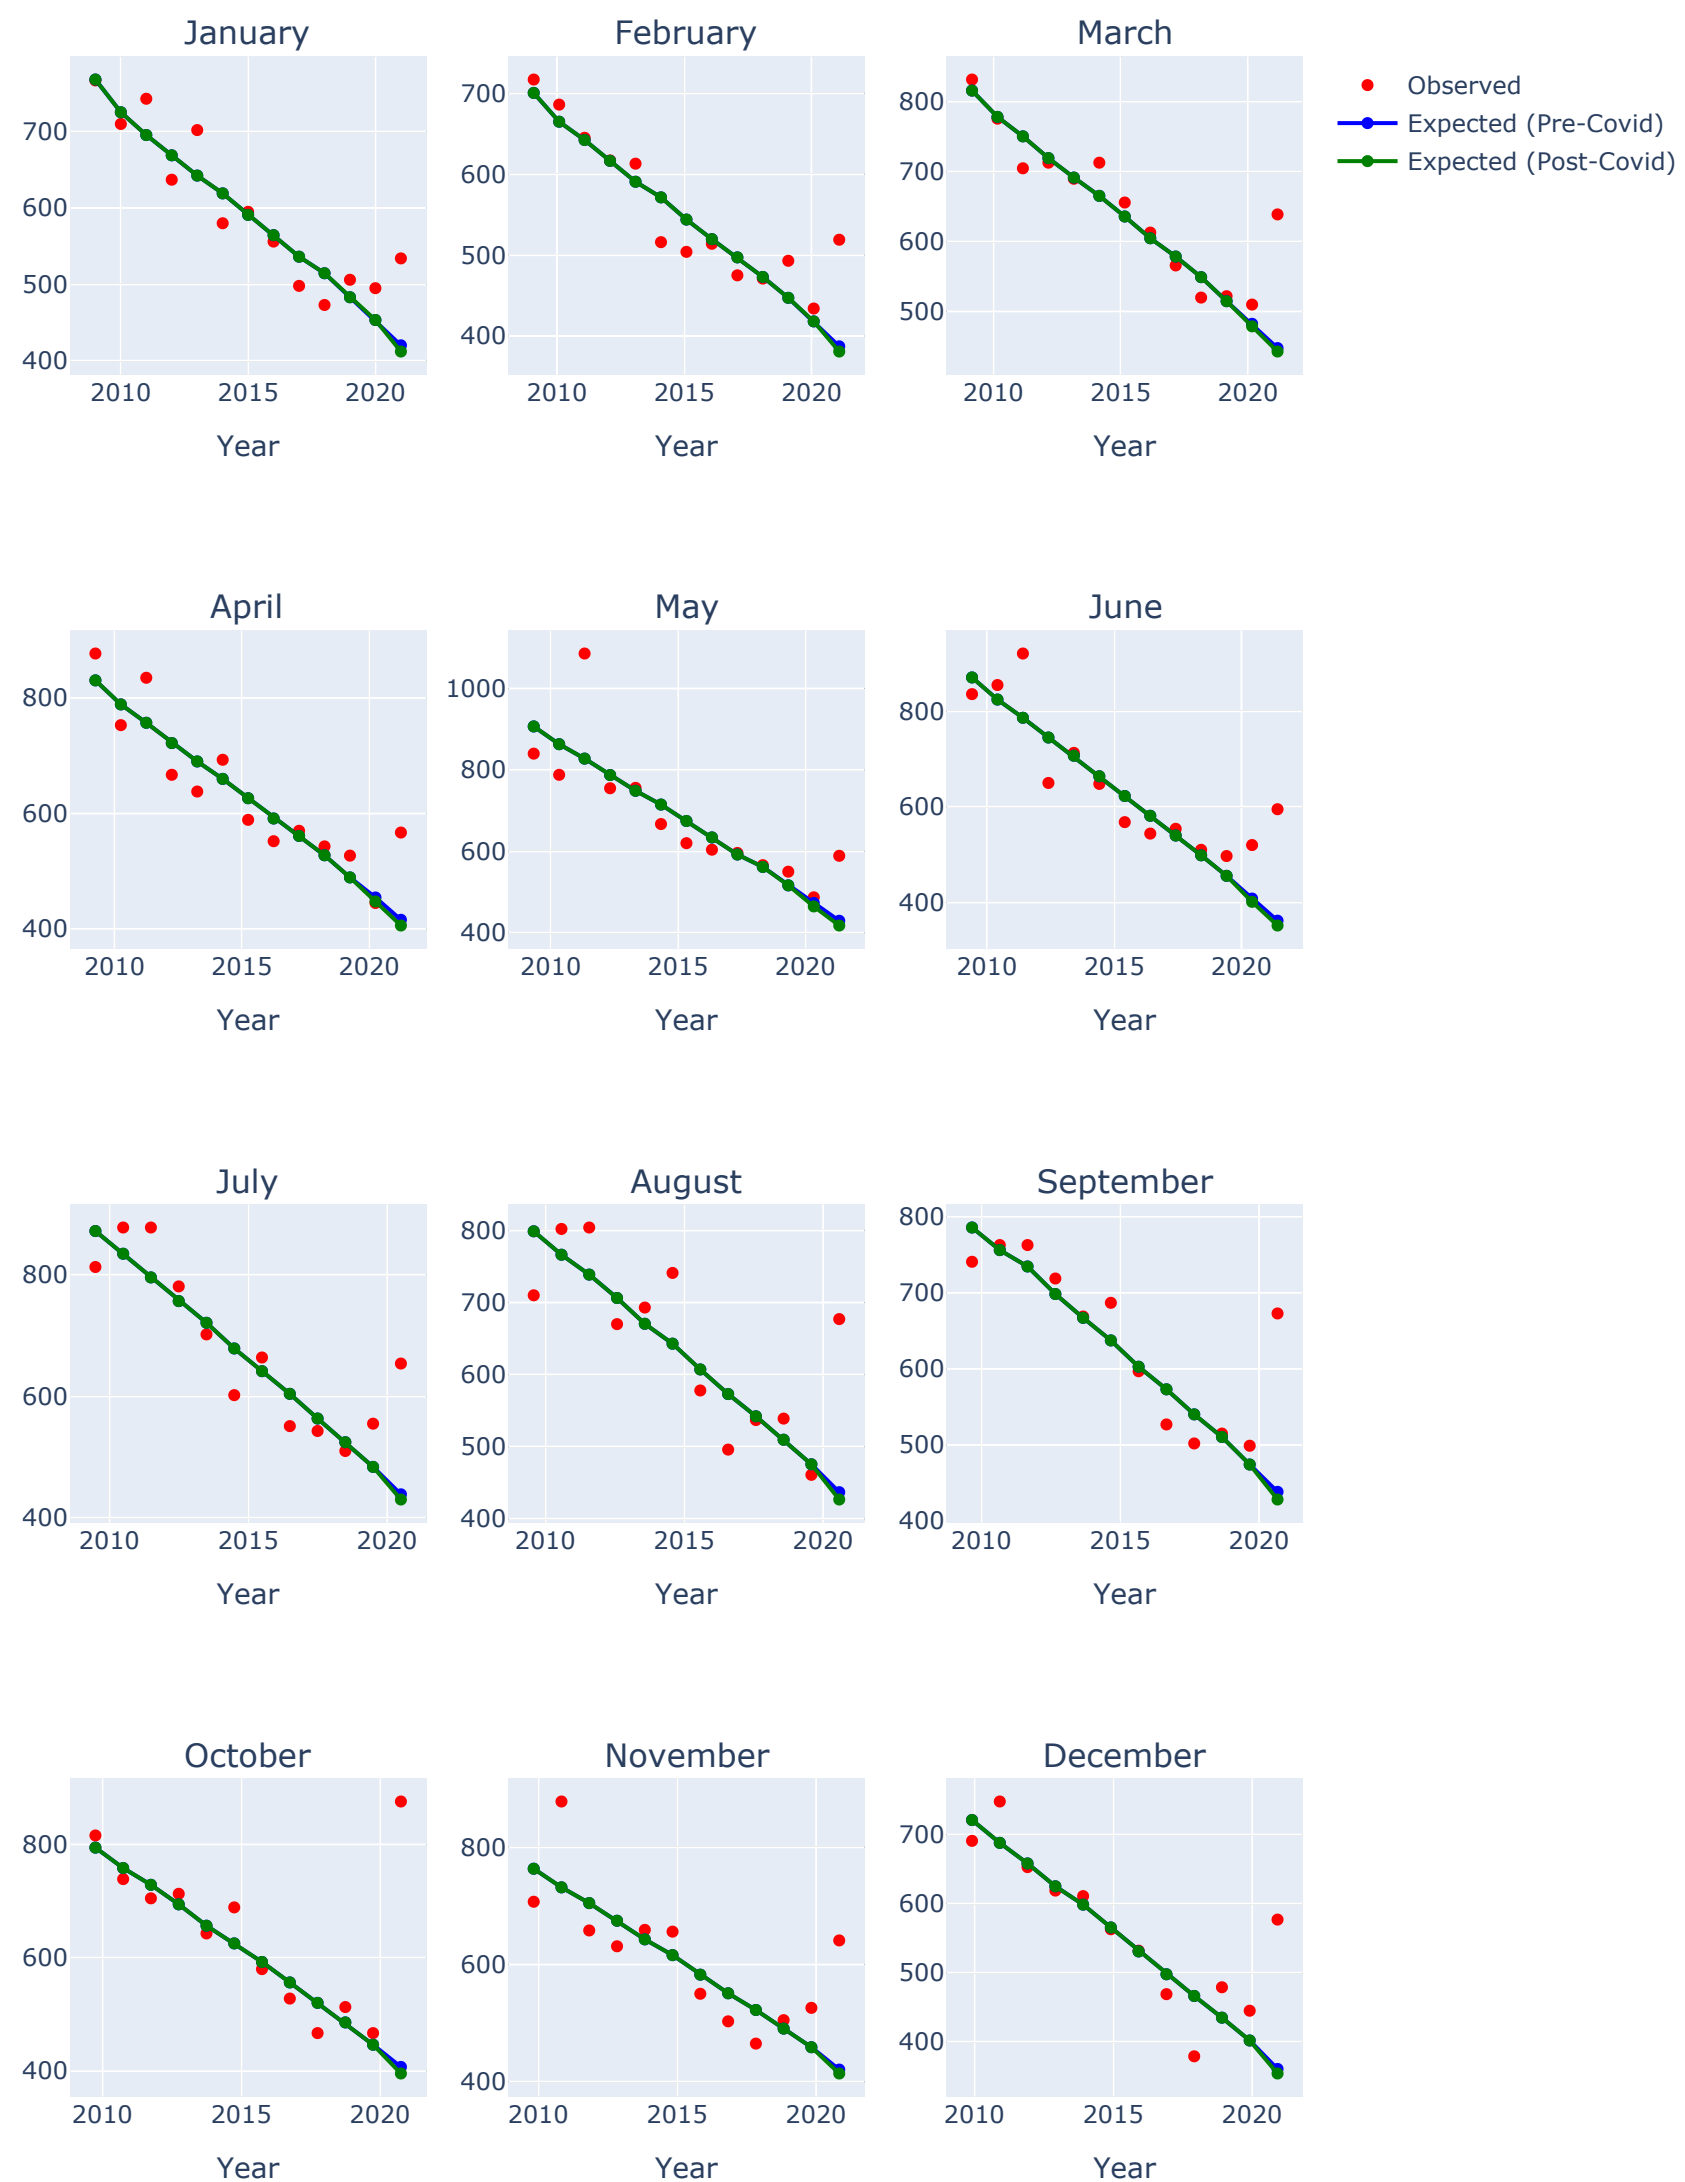 January
February
March
Observed
Expected (Pre-Covid)
Expected (Post-Covid)
700
600
500
400
2010 2015 2020
Year
700
600
500
400
2010 2015 2020
Year
800
700
600
500
2010 2015 2020
Year
April
May
June
800
600
400
2010 2015 2020
Year
1000
800
600
400
2010 2015 2020
Year
800
600
400
2010 2015 2020
Year
July
August
September
800
600
400
2010 2015 2020
Year
800
700
600
500
400
2010 2015 2020
Year
800
700
600
500
400
2010 2015 2020
Year
October
November
December
800
600
400
2010 2015 2020
Year
800
600
400
2010 2015 2020
Year
700
600
500
400
2010 2015 2020
Year